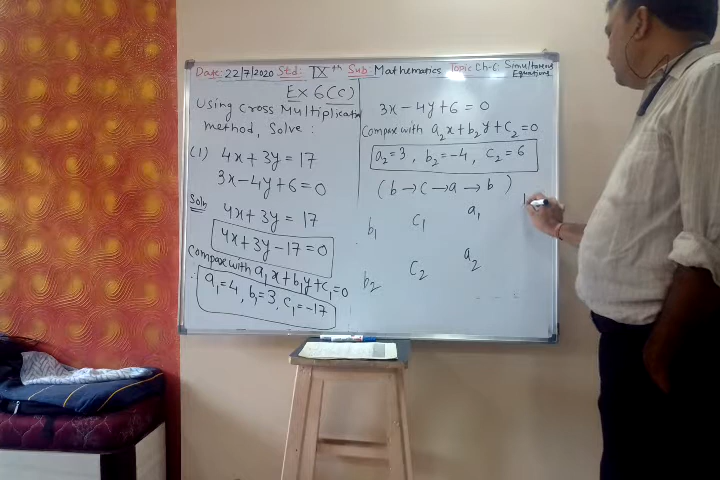 Date: 22/7/2020 Std: IXth Sub: Mathematics Topic Ch-6 Simultaneous Equations
Ex 6(C)
Using Cross Multiplication
method, Solve :
(1) 4x + 3y = 17
3x - 4y + 6 = 0
Soln
4x + 3y = 17
4x + 3y - 17 = 0
Compare with a₁x + b₁y + c₁ = 0
a₁ = 4, b₁ = 3, c₁ = -17
3x - 4y + 6 = 0
Compare with a₂x + b₂y + c₂ = 0
a₂ = 3, b₂ = -4, c₂ = 6
(b → c → a → b)
b₁ c₁ a₁
b₂ c₂ a₂